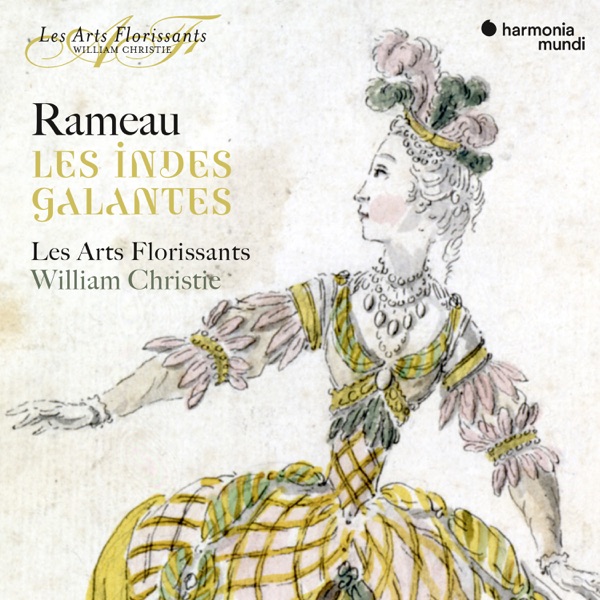 Les Arts Florissants
WILLIAM CHRISTIE
harmonia
mundi
Rameau
LES INDES
GALANTES
Les Arts Florissants
William Christie